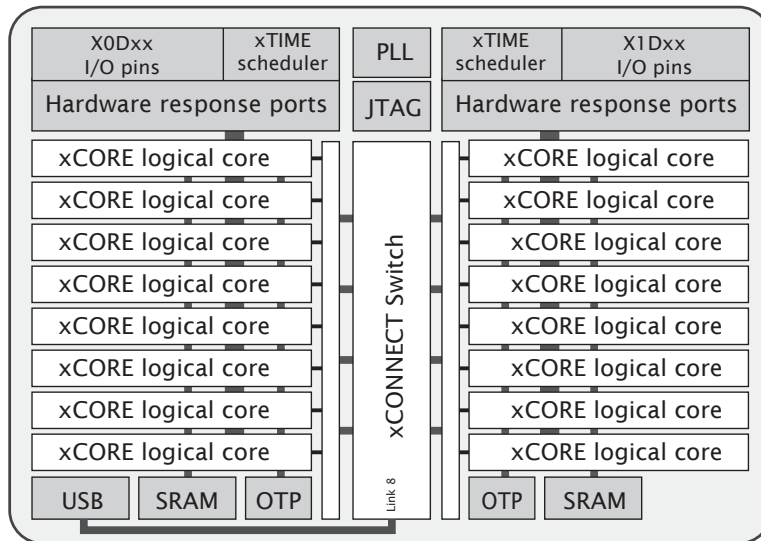 X0Dxx
I/O pins
xTIME
scheduler
PLL
xTIME
scheduler
X1Dxx
I/O pins
Hardware response ports
JTAG
Hardware response ports
xCORE logical core
xCORE logical core
xCORE logical core
xCORE logical core
xCORE logical core
xCORE logical core
xCORE logical core
xCORE logical core
xCONNECT Switch
Link 8
xCORE logical core
xCORE logical core
xCORE logical core
xCORE logical core
xCORE logical core
xCORE logical core
xCORE logical core
xCORE logical core
USB
SRAM
OTP
OTP
SRAM